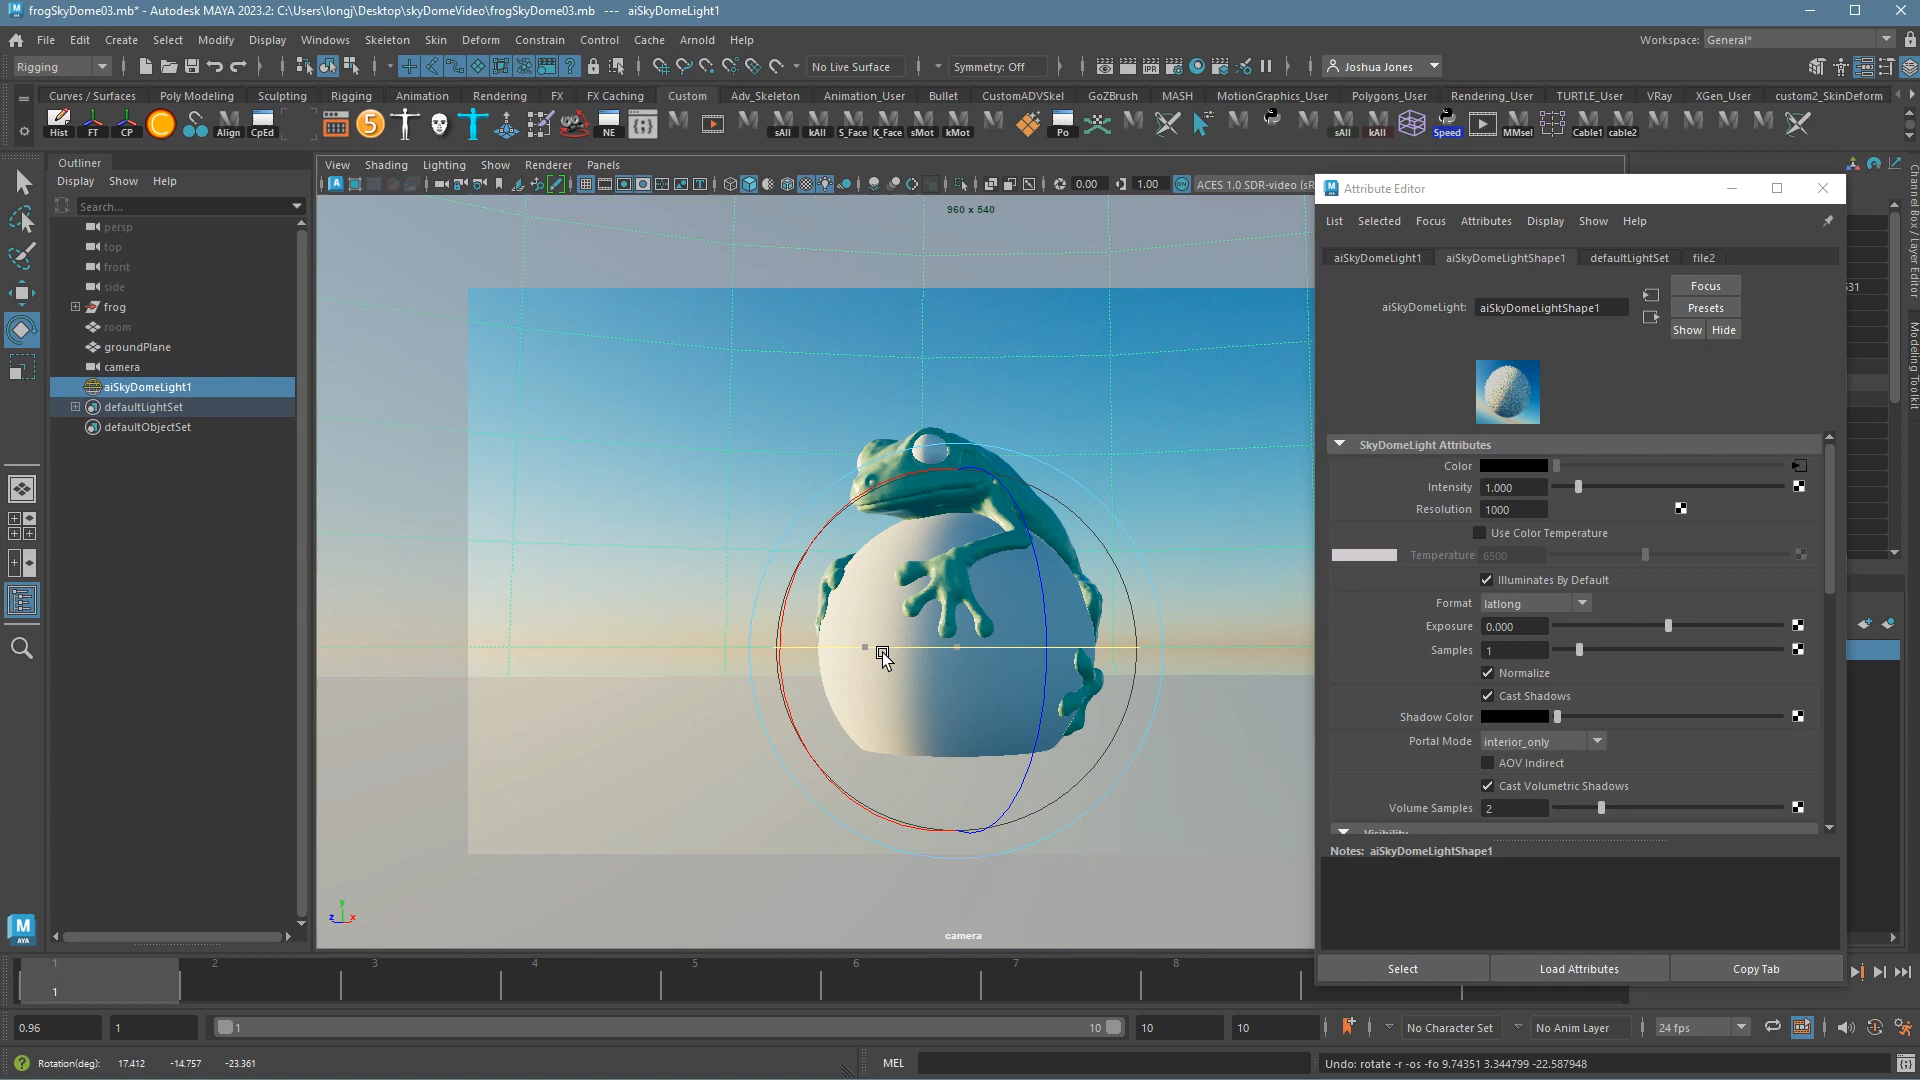 frogSkyDome03.mb* - Autodesk MAYA 2023.2: C:\Users\longj\Desktop\skyDomeVideo\frogSkyDome03.mb --- aiSkyDomeLight1
File Edit Create Select Modify Display Windows Skeleton Skin Deform Constrain Control Cache Arnold Help
Workspace: General*
Rigging No Live Surface Symmetry: Off Joshua Jones
Curves / Surfaces Poly Modeling Sculpting Rigging Animation Rendering FX FX Caching Custom Adv_Skeleton Animation_User Bullet CustomADVSkel GoZBrush MASH MotionGraphics_User Polygons_User Rendering_User TURTLE_User VRay XGen_User custom2_SkinDeform
Hist FT CP Align CpEd NE sAll kAll S_Face K_Face sMot kMot Po sAll kAll Speed MMsel Cable1 cable2
Outliner
Display Show Help
Search...
persp
top
front
side
frog
room
groundPlane
camera
aiSkyDomeLight1
defaultLightSet
defaultObjectSet
View Shading Lighting Show Renderer Panels
0.00 1.00 ACES 1.0 SDR-video (sR
960 x 540
camera
y
z x
Attribute Editor
List Selected Focus Attributes Display Show Help
aiSkyDomeLight1 aiSkyDomeLightShape1 defaultLightSet file2
aiSkyDomeLight: aiSkyDomeLightShape1
Focus
Presets
Show Hide
SkyDomeLight Attributes
Color
Intensity 1.000
Resolution 1000
Use Color Temperature
Temperature 6500
Illuminates By Default
Format latlong
Exposure 0.000
Samples 1
Normalize
Cast Shadows
Shadow Color
Portal Mode interior_only
AOV Indirect
Cast Volumetric Shadows
Volume Samples 2
Visibility
Notes: aiSkyDomeLightShape1
Select Load Attributes Copy Tab
Channel Box / Layer Editor
Modeling Toolkit
1 2 3 4 5 6 7 8
1
0.96 1 1 10 10 10 No Character Set No Anim Layer 24 fps
Rotation(deg): 17.412 -14.757 -23.361
MEL
Undo: rotate -r -os -fo 9.74351 3.344799 -22.587948